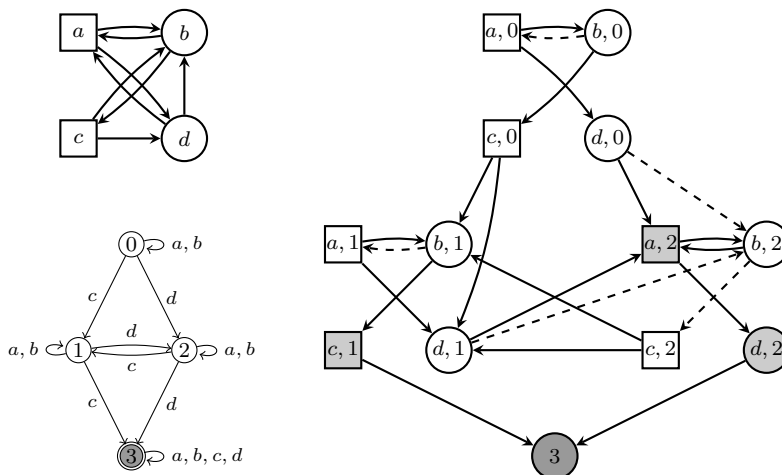 a b
c d
0 a, b
c d
a, b 1 d 2 a, b
c
c d
3 a, b, c, d
a, 0 b, 0
c, 0 d, 0
a, 1 b, 1 a, 2 b, 2
c, 1 d, 1 c, 2 d, 2
3